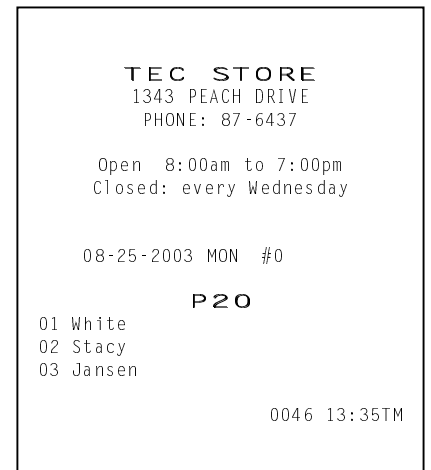 TEC STORE
1343 PEACH DRIVE
PHONE: 87-6437
Open 8:00am to 7:00pm
Closed: every Wednesday
08-25-2003 MON #0
P20
01 White
02 Stacy
03 Jansen
0046 13:35TM